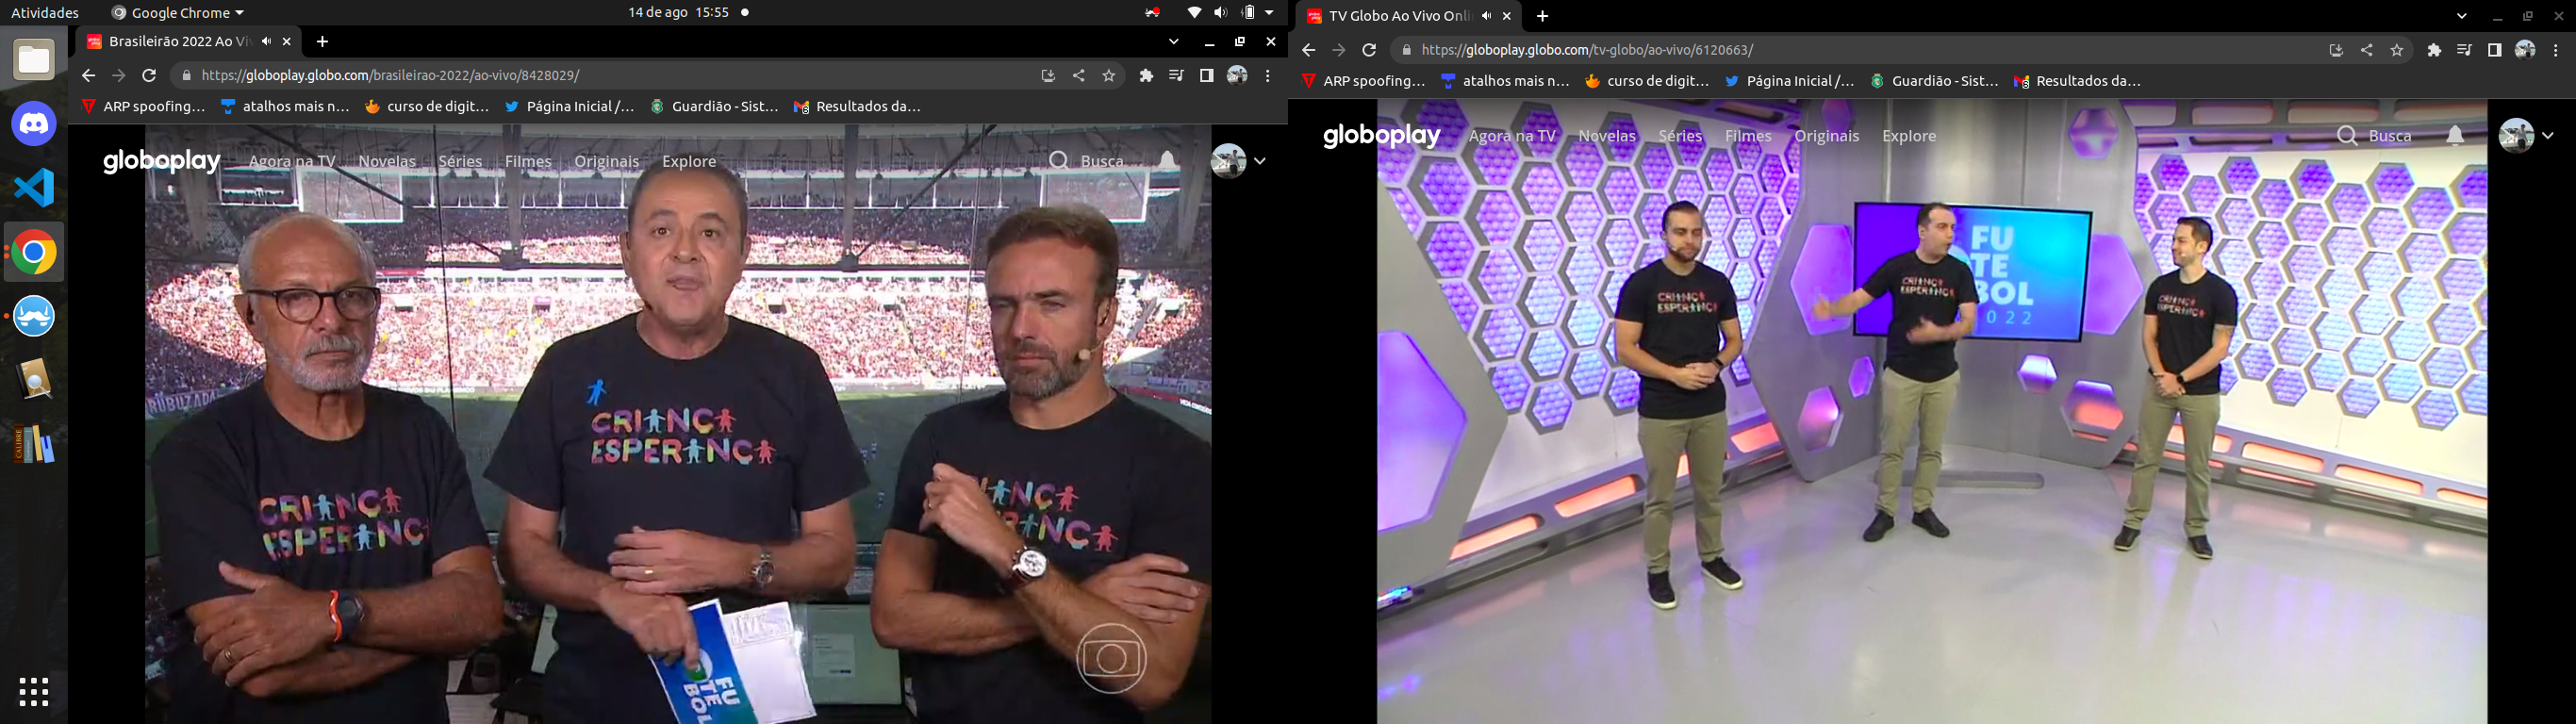 Atividades
Google Chrome
14 de ago 15:55
Brasileirão 2022 Ao Vi
https://globoplay.globo.com/brasileirao-2022/ao-vivo/8428029/
ARP spoofing… atalhos mais n… curso de digit… Página Inicial /… Guardião - Sist… Resultados da…
globoplay Agora na TV Novelas Séries Filmes Originais Explore Busca
CRIANÇA
ESPERANÇA
CRIANÇA
ESPERANÇ
IANÇA
ERANÇA
FU
TE
BOL
CALIBRE
TV Globo Ao Vivo Onli
https://globoplay.globo.com/tv-globo/ao-vivo/6120663/
ARP spoofing… atalhos mais n… curso de digit… Página Inicial /… Guardião - Sist… Resultados da…
globoplay Agora na TV Novelas Séries Filmes Originais Explore Busca
FU
TE
BOL
2022
CRIANÇA
ESPERANÇA
CRIANÇA
ESPERANÇA
CRIANÇA
ESPERANÇA